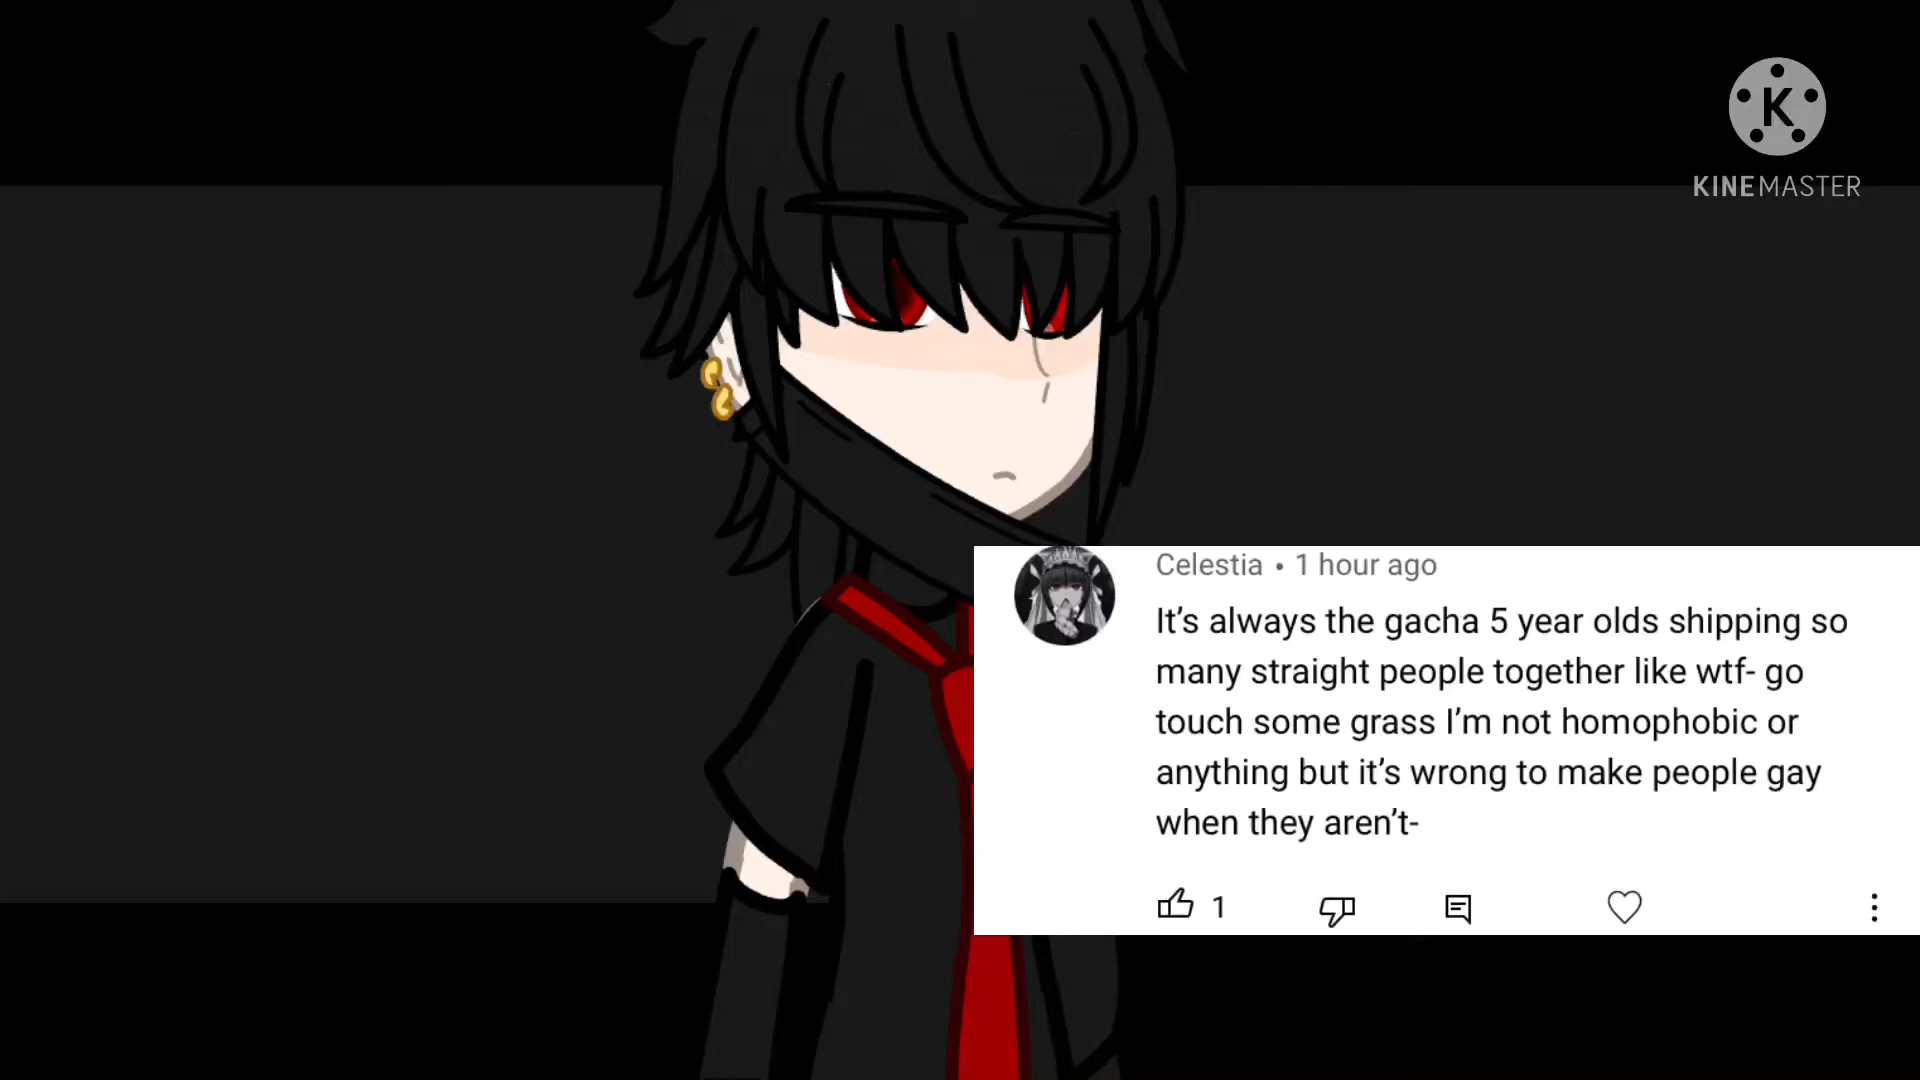 K
KINEMASTER
Celestia • 1 hour ago
It’s always the gacha 5 year olds shipping so
many straight people together like wtf- go
touch some grass I’m not homophobic or
anything but it’s wrong to make people gay
when they aren’t-
1